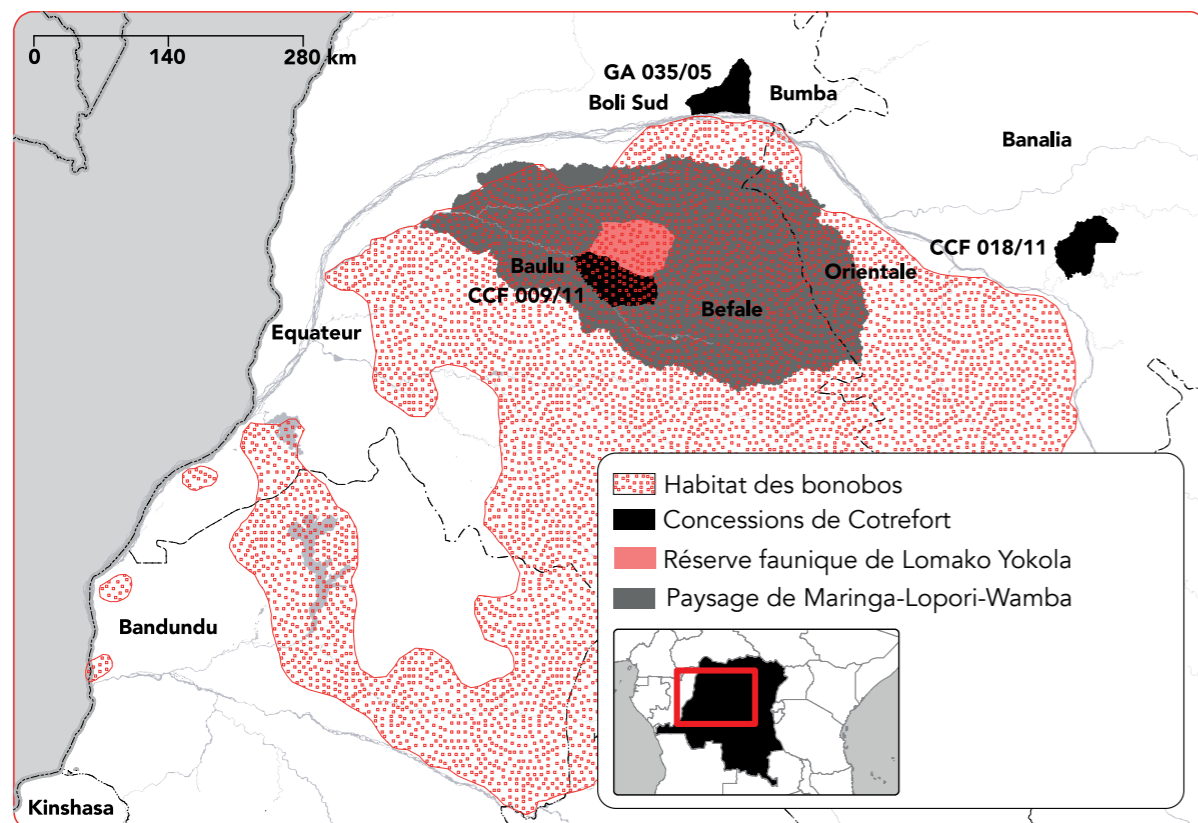 0 140 280 km
GA 035/05
Boli Sud
Bumba
Banalia
CCF 018/11
Baulu
CCF 009/11
Orientale
Befale
Equateur
Bandundu
Kinshasa
Habitat des bonobos
Concessions de Cotrefort
Réserve faunique de Lomako Yokola
Paysage de Maringa-Lopori-Wamba